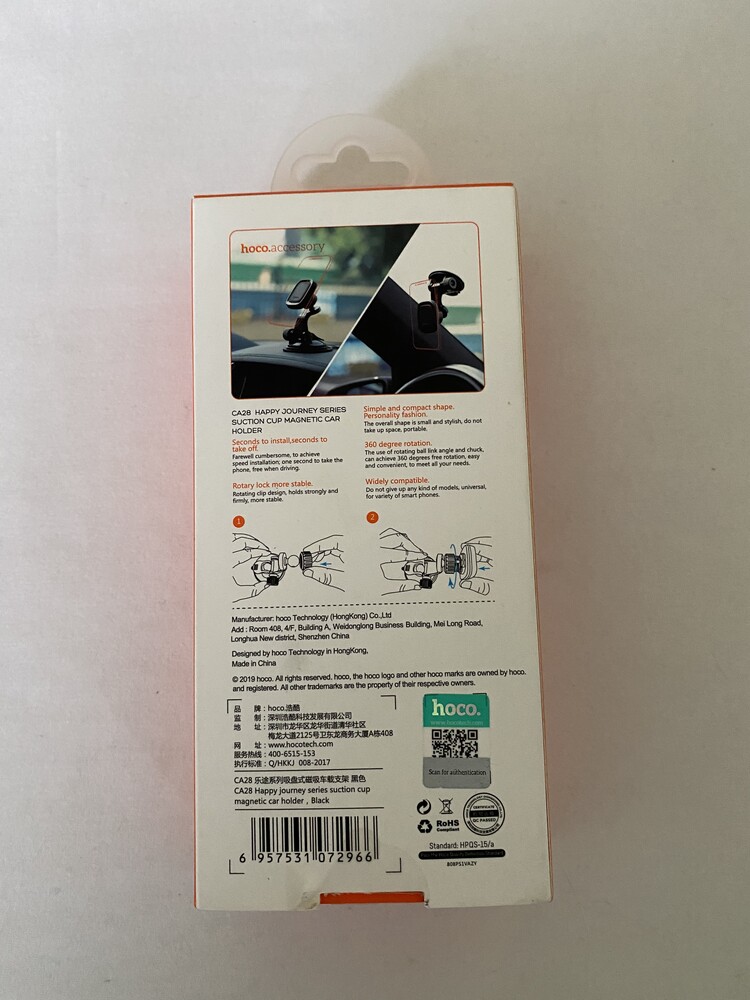 hoco.accessory
CA28 HAPPY JOURNEY SERIES
SUCTION CUP MAGNETIC CAR
HOLDER
Seconds to install,seconds to
take off.
Farewell cumbersome, to achieve
speed installation; one second to take the
phone, free when driving.
Rotary lock more stable.
Rotating clip design, holds strongly and
firmly, more stable.
Simple and compact shape.
Personality fashion.
The overall shape is small and stylish, do not
take up space, portable.
360 degree rotation.
The use of rotating ball link angle and chuck,
can achieve 360 degrees free rotation, easy
and convenient, to meet all your needs.
Widely compatible.
Do not give up any kind of models, universal,
for variety of smart phones.
1
2
Manufacturer: hoco Technology (HongKong) Co.,Ltd
Add : Room 408, 4/F, Building A, Weidonglong Business Building, Mei Long Road,
Longhua New district, Shenzhen China
Designed by hoco Technology in HongKong,
Made in China
© 2019 hoco. All rights reserved. hoco, the hoco logo and other hoco marks are owned by hoco.
and registered. All other trademarks are the property of their respective owners.
品 牌：hoco.浩酷
监 制：深圳浩酷科技发展有限公司
地 址：深圳市龙华区龙华街道清华社区
梅龙大道2125号卫东龙商务大厦A栋408
网 址：www.hocotech.com
服务热线：400-6515-153
执行标准：Q/HKKJ 008-2017
CA28 乐途系列吸盘式磁吸车载支架 黑色
CA28 Happy journey series suction cup
magnetic car holder , Black
6 957531 072966
hoco.
www.hocotech.com
Scan for authentication
RoHS
Compliant
CERTIFICATE
QC PASSED
Standard: HPQS-15/a
808PS1VAZY